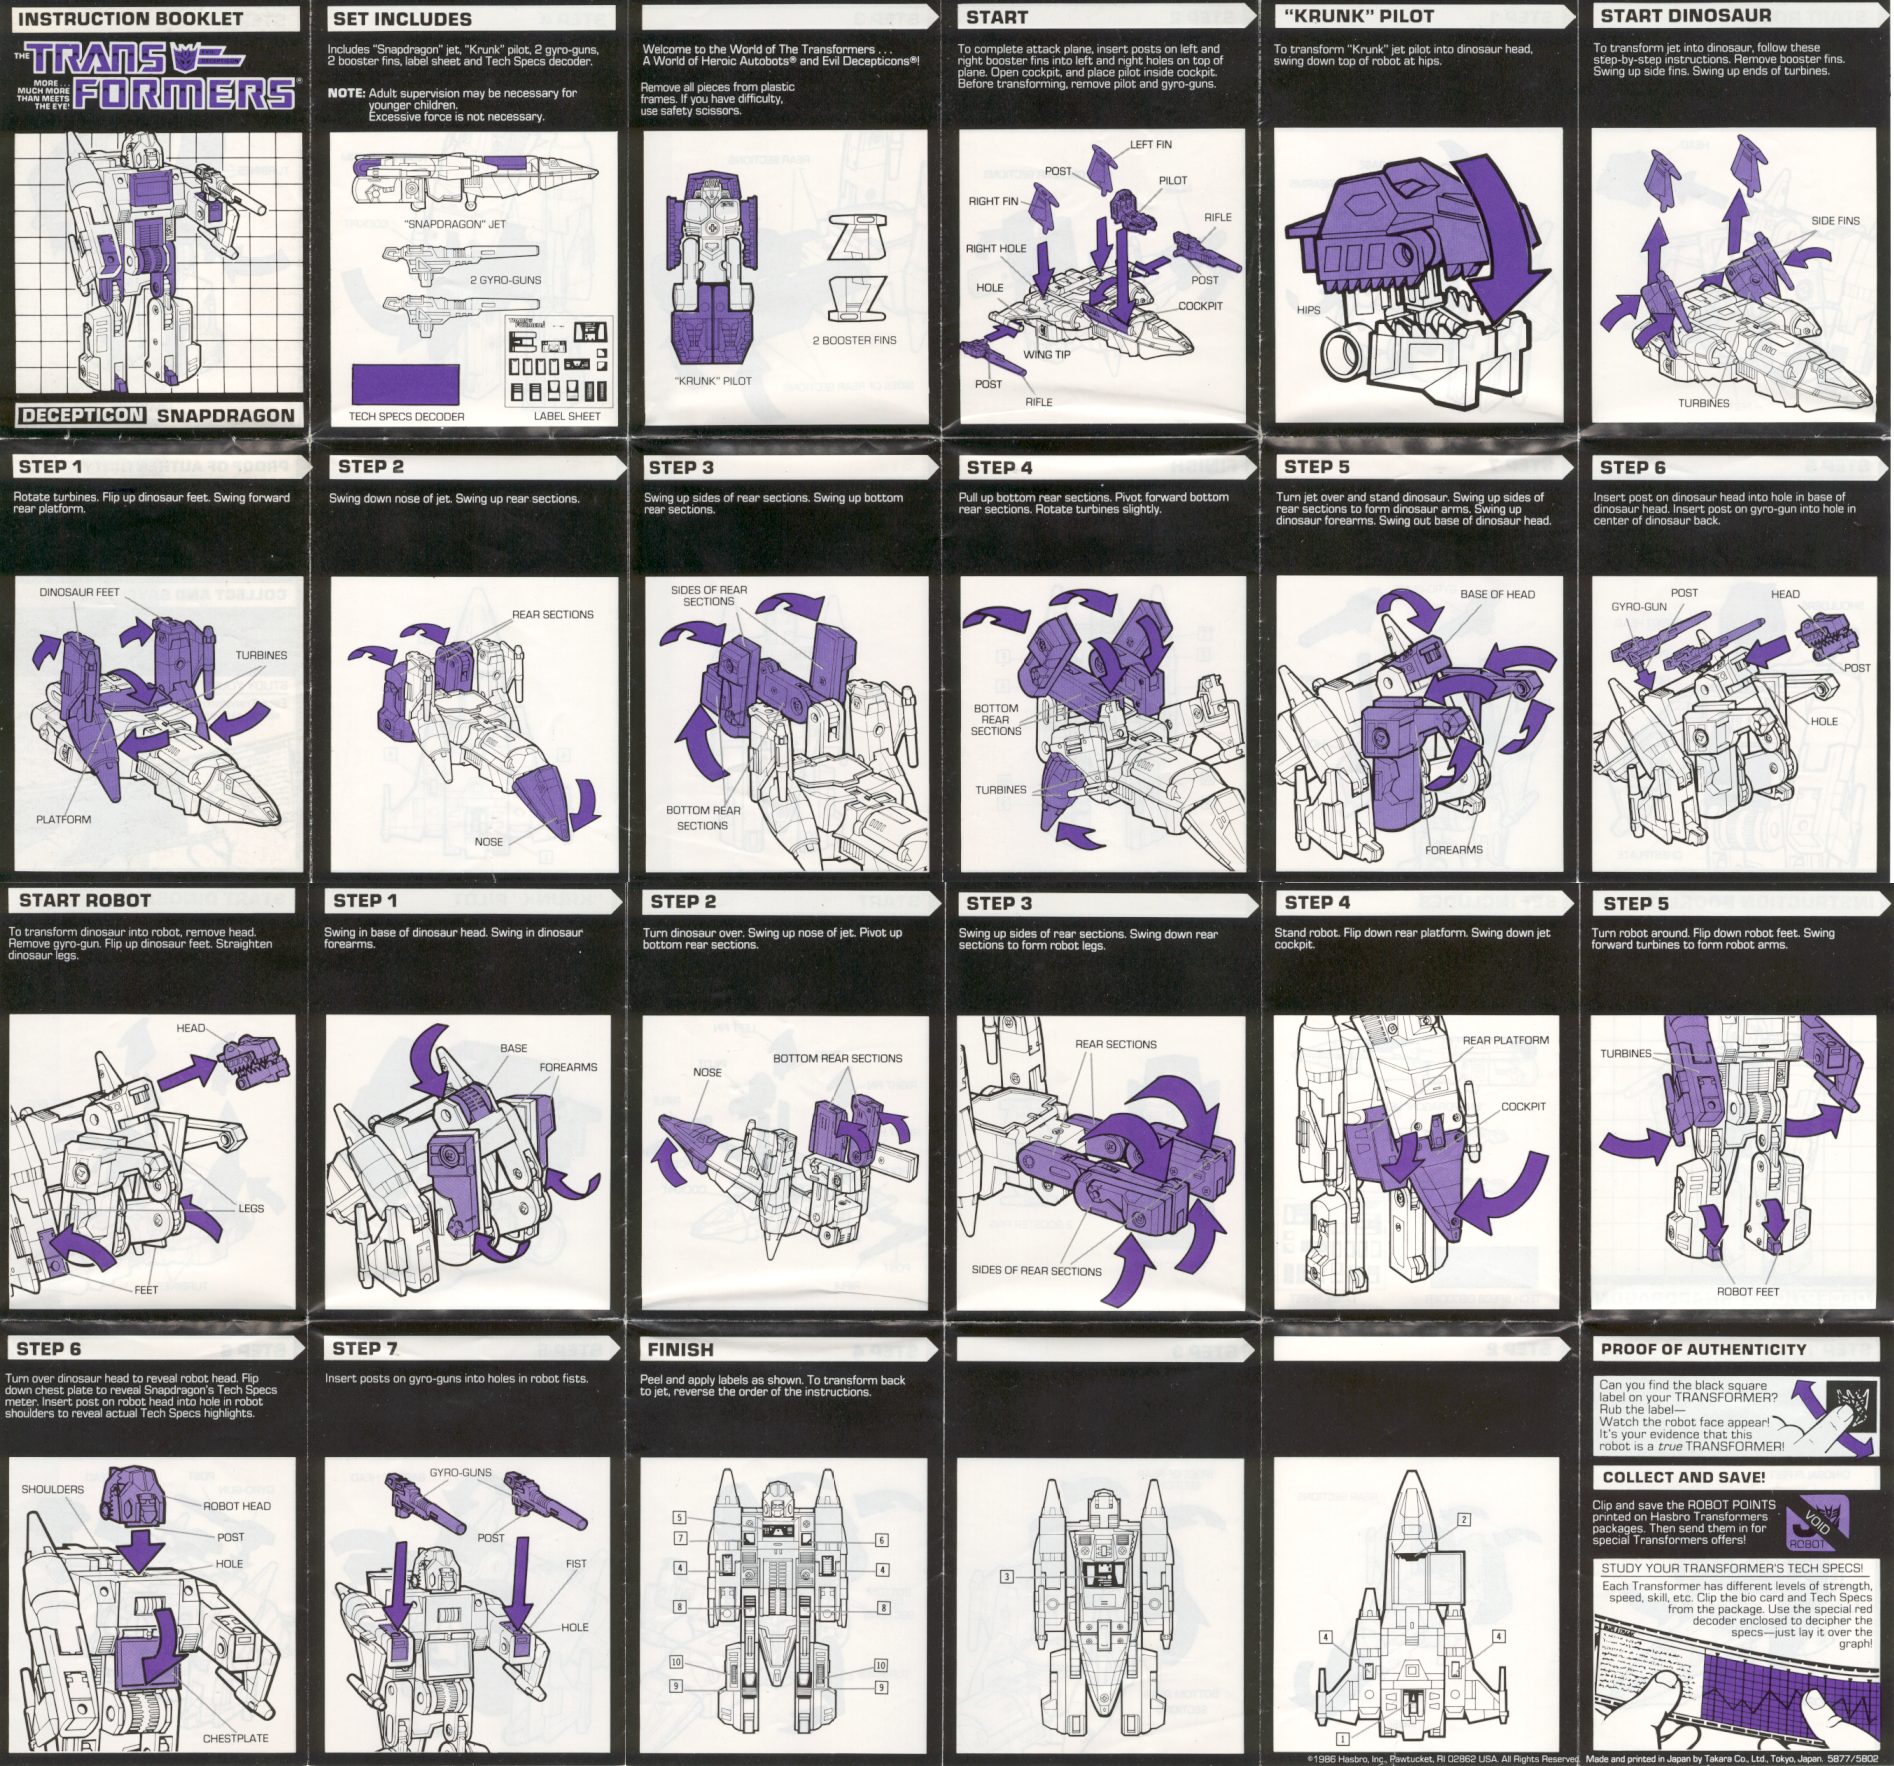 INSTRUCTION BOOKLET
THE TRANSFORMERS
EVIL DECEPTICON
MORE...
MUCH MORE
THAN MEETS
THE EYE!
DECEPTICON SNAPDRAGON
SET INCLUDES
Includes "Snapdragon" jet, "Krunk" pilot, 2 gyro-guns,
2 booster fins, label sheet and Tech Specs decoder.
NOTE: Adult supervision may be necessary for
younger children.
Excessive force is not necessary.
"SNAPDRAGON" JET
2 GYRO-GUNS
TECH SPECS DECODER
LABEL SHEET
Welcome to the World of The Transformers . . .
A World of Heroic Autobots® and Evil Decepticons®!
Remove all pieces from plastic
frames. If you have difficulty,
use safety scissors.
2 BOOSTER FINS
"KRUNK" PILOT
START
To complete attack plane, insert posts on left and
right booster fins into left and right holes on top of
plane. Open cockpit, and place pilot inside cockpit.
Before transforming, remove pilot and gyro-guns.
LEFT FIN
POST
PILOT
RIGHT FIN
RIFLE
RIGHT HOLE
POST
HOLE
COCKPIT
WING TIP
POST
RIFLE
"KRUNK" PILOT
To transform "Krunk" jet pilot into dinosaur head,
swing down top of robot at hips.
HIPS
START DINOSAUR
To transform jet into dinosaur, follow these
step-by-step instructions. Remove booster fins.
Swing up side fins. Swing up ends of turbines.
SIDE FINS
TURBINES
STEP 1
Rotate turbines. Flip up dinosaur feet. Swing forward
rear platform.
DINOSAUR FEET
TURBINES
PLATFORM
STEP 2
Swing down nose of jet. Swing up rear sections.
REAR SECTIONS
NOSE
STEP 3
Swing up sides of rear sections. Swing up bottom
rear sections.
SIDES OF REAR
SECTIONS
BOTTOM REAR
SECTIONS
STEP 4
Pull up bottom rear sections. Pivot forward bottom
rear sections. Rotate turbines slightly.
BOTTOM
REAR
SECTIONS
TURBINES
STEP 5
Turn jet over and stand dinosaur. Swing up sides of
rear sections to form dinosaur arms. Swing up
dinosaur forearms. Swing out base of dinosaur head.
BASE OF HEAD
FOREARMS
STEP 6
Insert post on dinosaur head into hole in base of
dinosaur head. Insert post on gyro-gun into hole in
center of dinosaur back.
POST
HEAD
GYRO-GUN
POST
HOLE
START ROBOT
To transform dinosaur into robot, remove head.
Remove gyro-gun. Flip up dinosaur feet. Straighten
dinosaur legs.
HEAD
LEGS
FEET
STEP 1
Swing in base of dinosaur head. Swing in dinosaur
forearms.
BASE
FOREARMS
STEP 2
Turn dinosaur over. Swing up nose of jet. Pivot up
bottom rear sections.
BOTTOM REAR SECTIONS
NOSE
STEP 3
Swing up sides of rear sections. Swing down rear
sections to form robot legs.
REAR SECTIONS
SIDES OF REAR SECTIONS
STEP 4
Stand robot. Flip down rear platform. Swing down jet
cockpit.
REAR PLATFORM
COCKPIT
STEP 5
Turn robot around. Flip down robot feet. Swing
forward turbines to form robot arms.
TURBINES
ROBOT FEET
STEP 6
Turn over dinosaur head to reveal robot head. Flip
down chest plate to reveal Snapdragon's Tech Specs
meter. Insert post on robot head into hole in robot
shoulders to reveal actual Tech Specs highlights.
SHOULDERS
ROBOT HEAD
POST
HOLE
CHESTPLATE
STEP 7
Insert posts on gyro-guns into holes in robot fists.
GYRO-GUNS
POST
FIST
HOLE
FINISH
Peel and apply labels as shown. To transform back
to jet, reverse the order of the instructions.
5
7
6
4
4
8
8
10
10
9
9
3
2
4
4
1
PROOF OF AUTHENTICITY
Can you find the black square
label on your TRANSFORMER?
Rub the label—
Watch the robot face appear!
It's your evidence that this
robot is a true TRANSFORMER!
COLLECT AND SAVE!
Clip and save the ROBOT POINTS
printed on Hasbro Transformers
packages. Then send them in for
special Transformers offers!
VOID
ROBOT
STUDY YOUR TRANSFORMER'S TECH SPECS!
Each Transformer has different levels of strength,
speed, skill, etc. Clip the bio card and Tech Specs
from the package. Use the special red
decoder enclosed to decipher the
specs—just lay it over the
graph!
©1986 Hasbro, Inc., Pawtucket, RI 02862 USA. All Rights Reserved. Made and printed in Japan by Takara Co., Ltd., Tokyo, Japan. 5877/5802